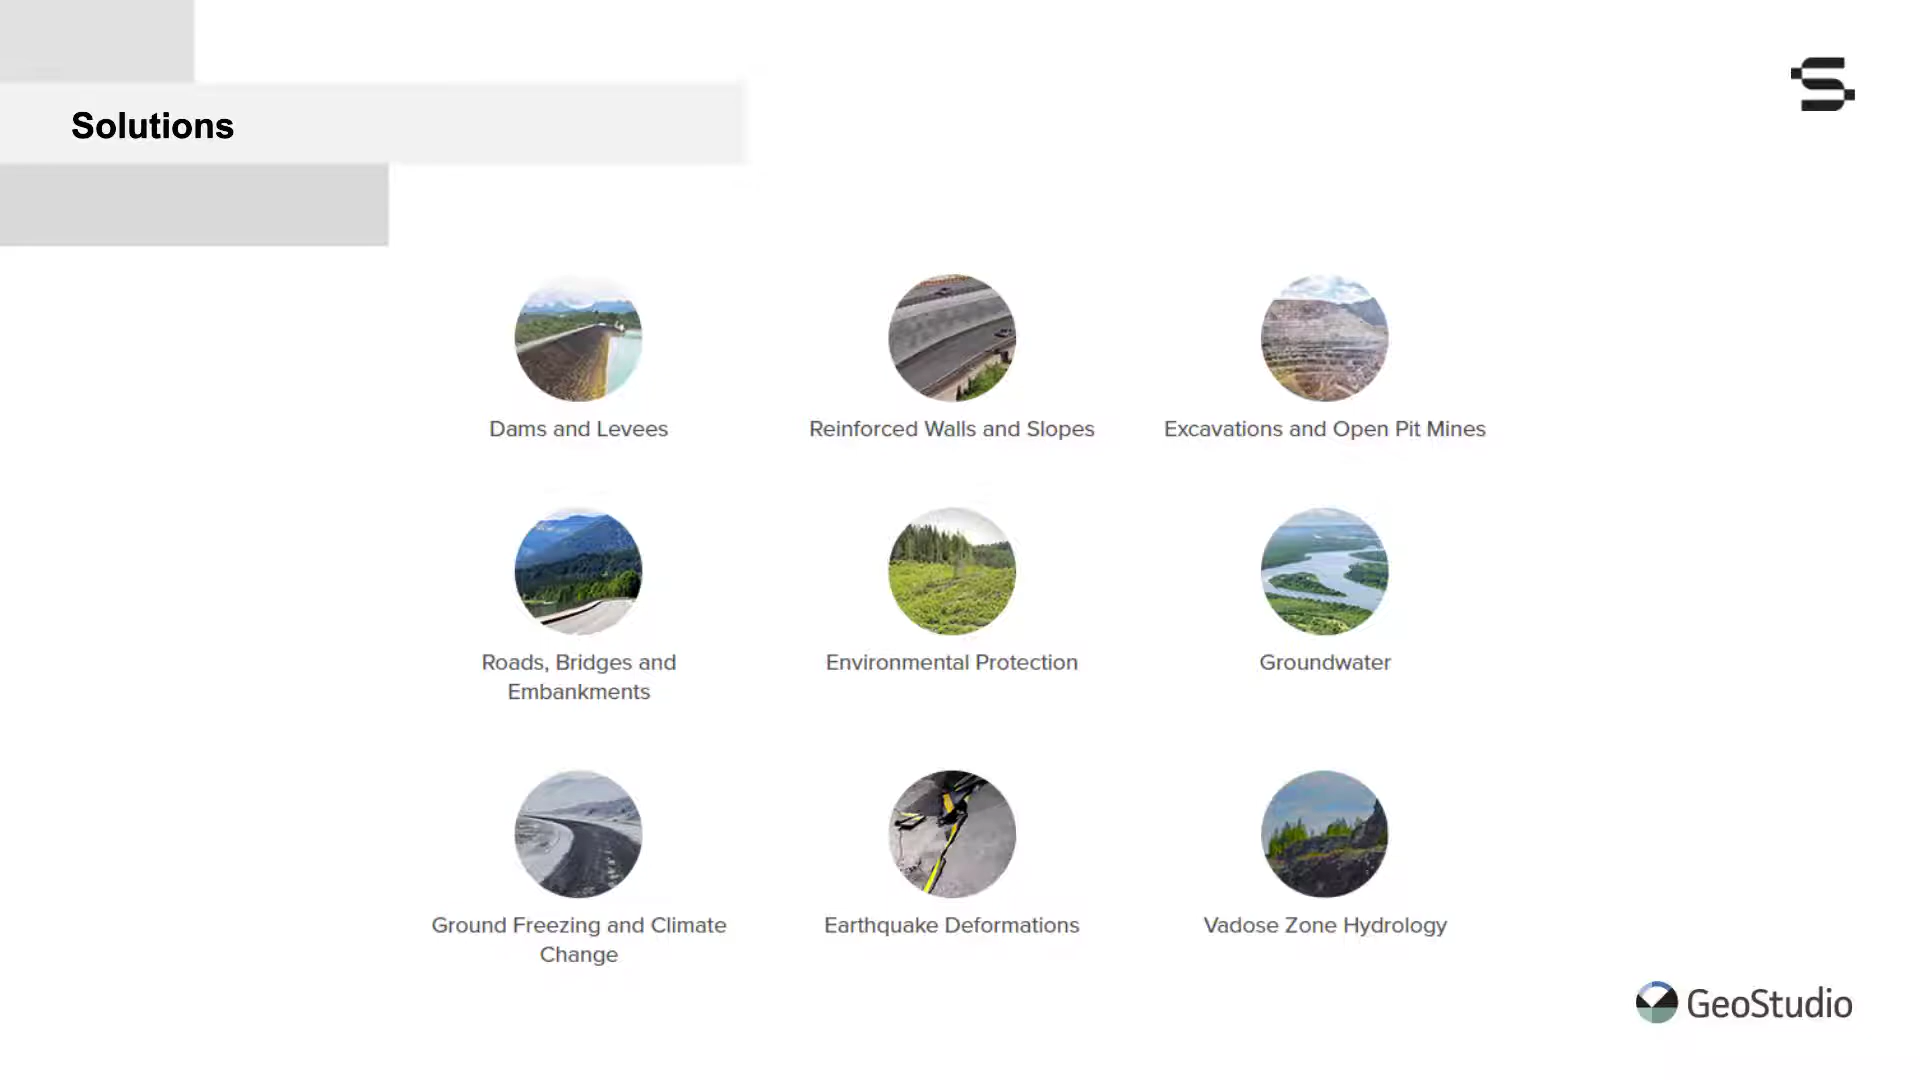 Solutions
Dams and Levees
Reinforced Walls and Slopes
Excavations and Open Pit Mines
Roads, Bridges and
Embankments
Environmental Protection
Groundwater
Ground Freezing and Climate
Change
Earthquake Deformations
Vadose Zone Hydrology
GeoStudio